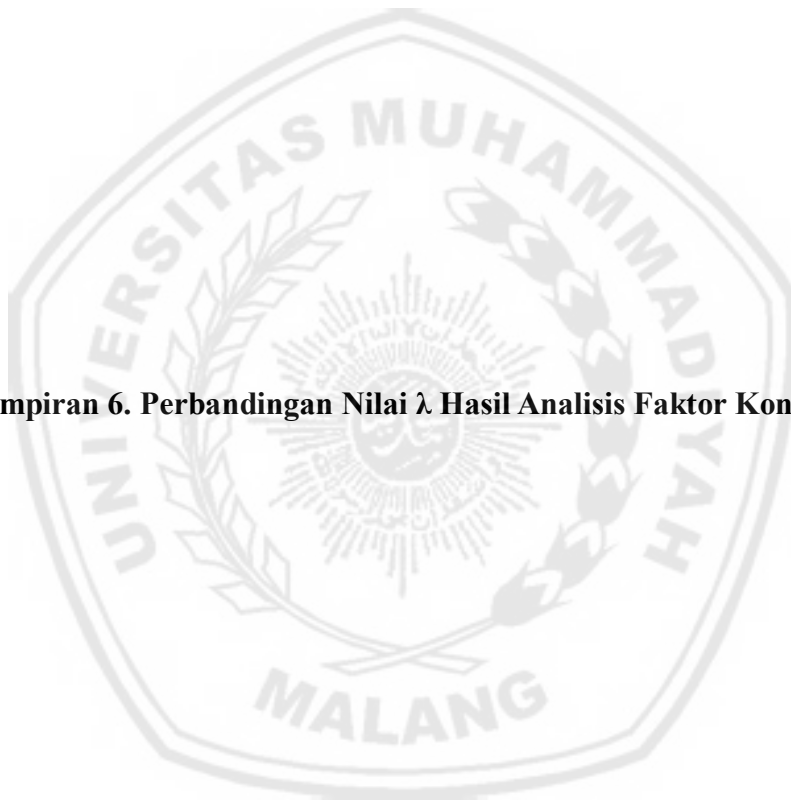 UNIVERSITAS MUHAMMADIYAH
mpiran 6. Perbandingan Nilai λ Hasil Analisis Faktor Kon
MALANG